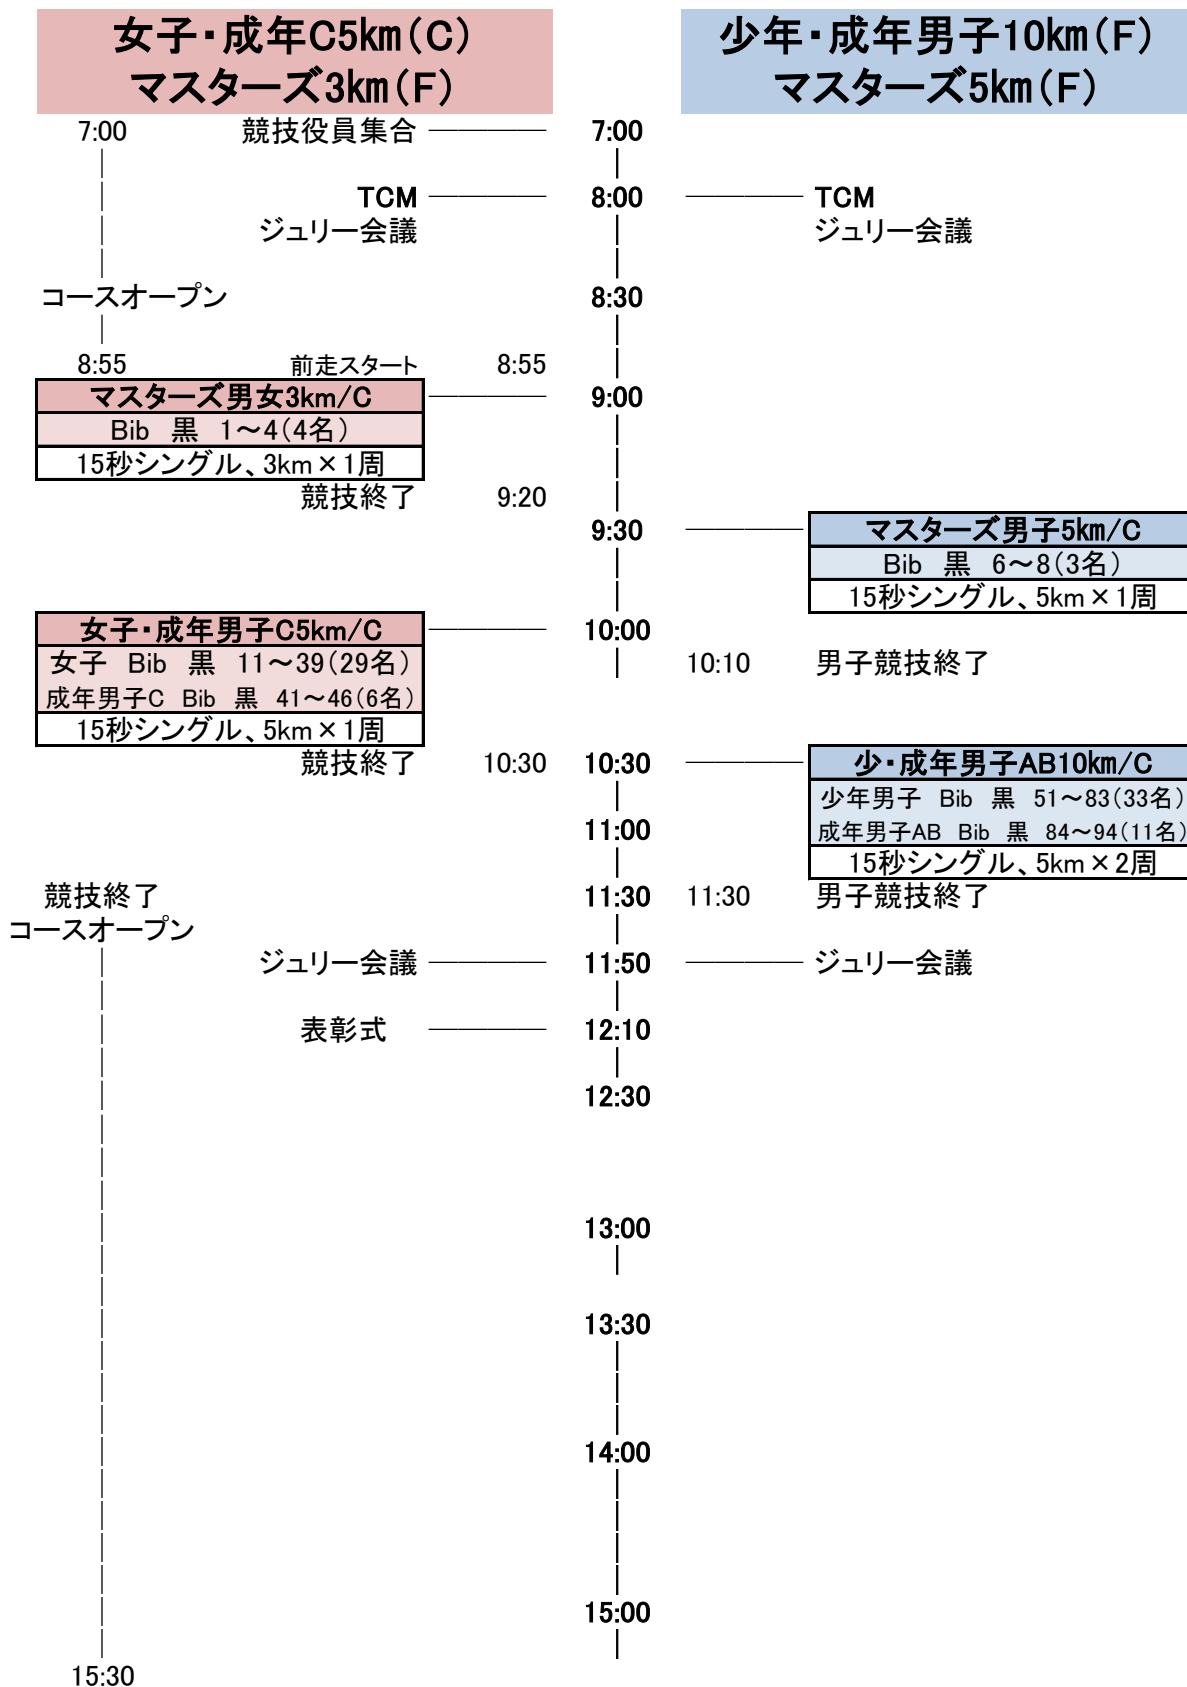 女子・成年C5km(C)
マスターズ3km(F)
少年・成年男子10km(F)
マスターズ5km(F)
7:00 競技役員集合 7:00
TCM 8:00 TCM
ジュリー会議 ジュリー会議
コースオープン 8:30
8:55 前走スタート 8:55
マスターズ男女3km/C 9:00
Bib 黒 1~4(4名)
15秒シングル、3km×1周
競技終了 9:20
9:30 マスターズ男子5km/C
Bib 黒 6~8(3名)
15秒シングル、5km×1周
女子・成年男子C5km/C 10:00
女子 Bib 黒 11~39(29名) 10:10 男子競技終了
成年男子C Bib 黒 41~46(6名)
15秒シングル、5km×1周
競技終了 10:30 10:30 少・成年男子AB10km/C
少年男子 Bib 黒 51~83(33名)
11:00 成年男子AB Bib 黒 84~94(11名)
15秒シングル、5km×2周
競技終了 11:30 11:30 男子競技終了
コースオープン
ジュリー会議 11:50 ジュリー会議
表彰式 12:10
12:30
13:00
13:30
14:00
15:00
15:30